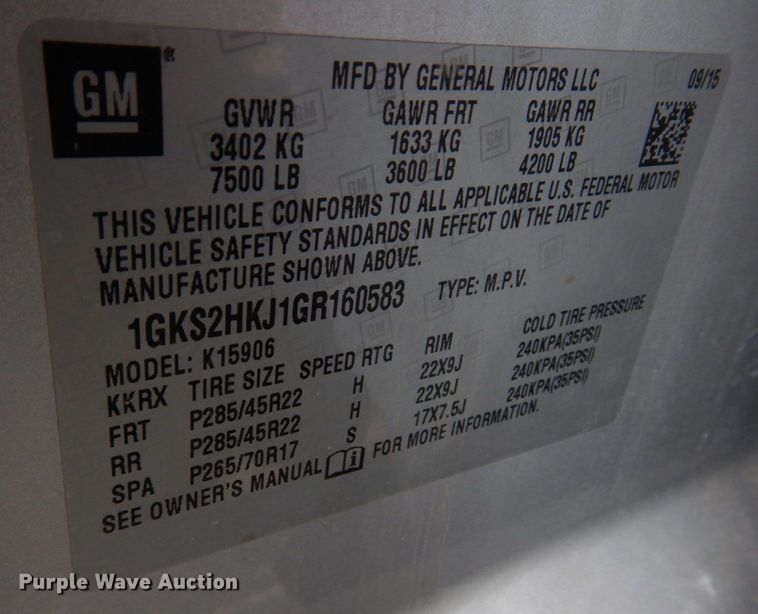 GM®
MFD BY GENERAL MOTORS LLC 09/15
GVWR GAWR FRT GAWR RR
3402 KG 1633 KG 1905 KG
7500 LB 3600 LB 4200 LB
THIS VEHICLE CONFORMS TO ALL APPLICABLE U.S. FEDERAL MOTOR
VEHICLE SAFETY STANDARDS IN EFFECT ON THE DATE OF
MANUFACTURE SHOWN ABOVE.
1GKS2HKJ1GR160583 TYPE: M.P.V.
MODEL: K15906
KKRX TIRE SIZE SPEED RTG RIM COLD TIRE PRESSURE
FRT P285/45R22 H 22X9J 240KPA(35PSI)
RR P285/45R22 H 22X9J 240KPA(35PSI)
SPA P265/70R17 S 17X7.5J 240KPA(35PSI)
SEE OWNER'S MANUAL i FOR MORE INFORMATION.
Purple Wave Auction